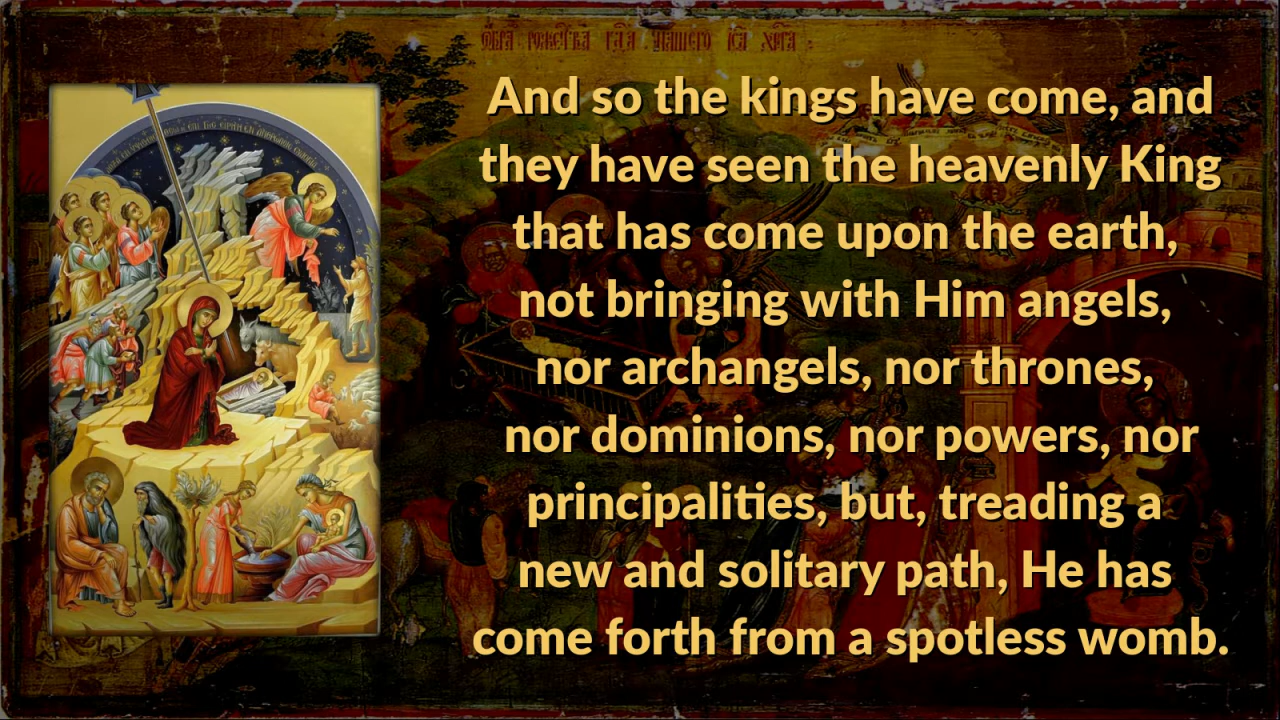 And so the kings have come, and
they have seen the heavenly King
that has come upon the earth,
not bringing with Him angels,
nor archangels, nor thrones,
nor dominions, nor powers, nor
principalities, but, treading a
new and solitary path, He has
come forth from a spotless womb.